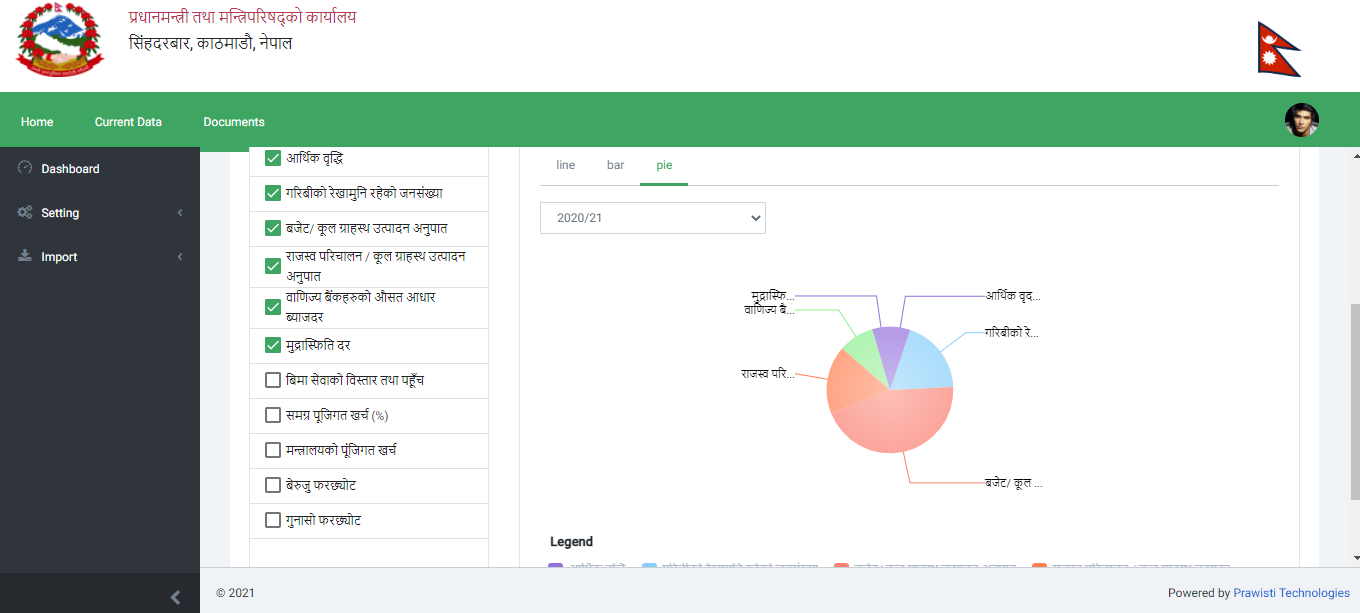 प्रधानमन्त्री तथा मन्त्रिपरिषद्को कार्यालय
सिंहदरबार, काठमाडौ, नेपाल
Home Current Data Documents
Dashboard
Setting
Import
आर्थिक वृद्धि
गरिबीको रेखामुनि रहेको जनसंख्या
बजेट/ कूल ग्राहस्थ उत्पादन अनुपात
राजस्व परिचालन / कूल ग्राहस्थ उत्पादन
अनुपात
वाणिज्य बैंकहरुको औसत आधार
ब्याजदर
मुद्रास्फिति दर
बिमा सेवाको विस्तार तथा पहूँच
समग्र पूजिगत खर्च (%)
मन्त्रालयको पूंजिगत खर्च
बेरुजु फरछ्योट
गुनासो फरछ्योट
line bar pie
2020/21
मुद्रास्फि...
वाणिज्य बै...
राजस्व परि...
आर्थिक वृद...
गरिबीको रे...
बजेट/ कूल ...
Legend
© 2021
Powered by Prawisti Technologies